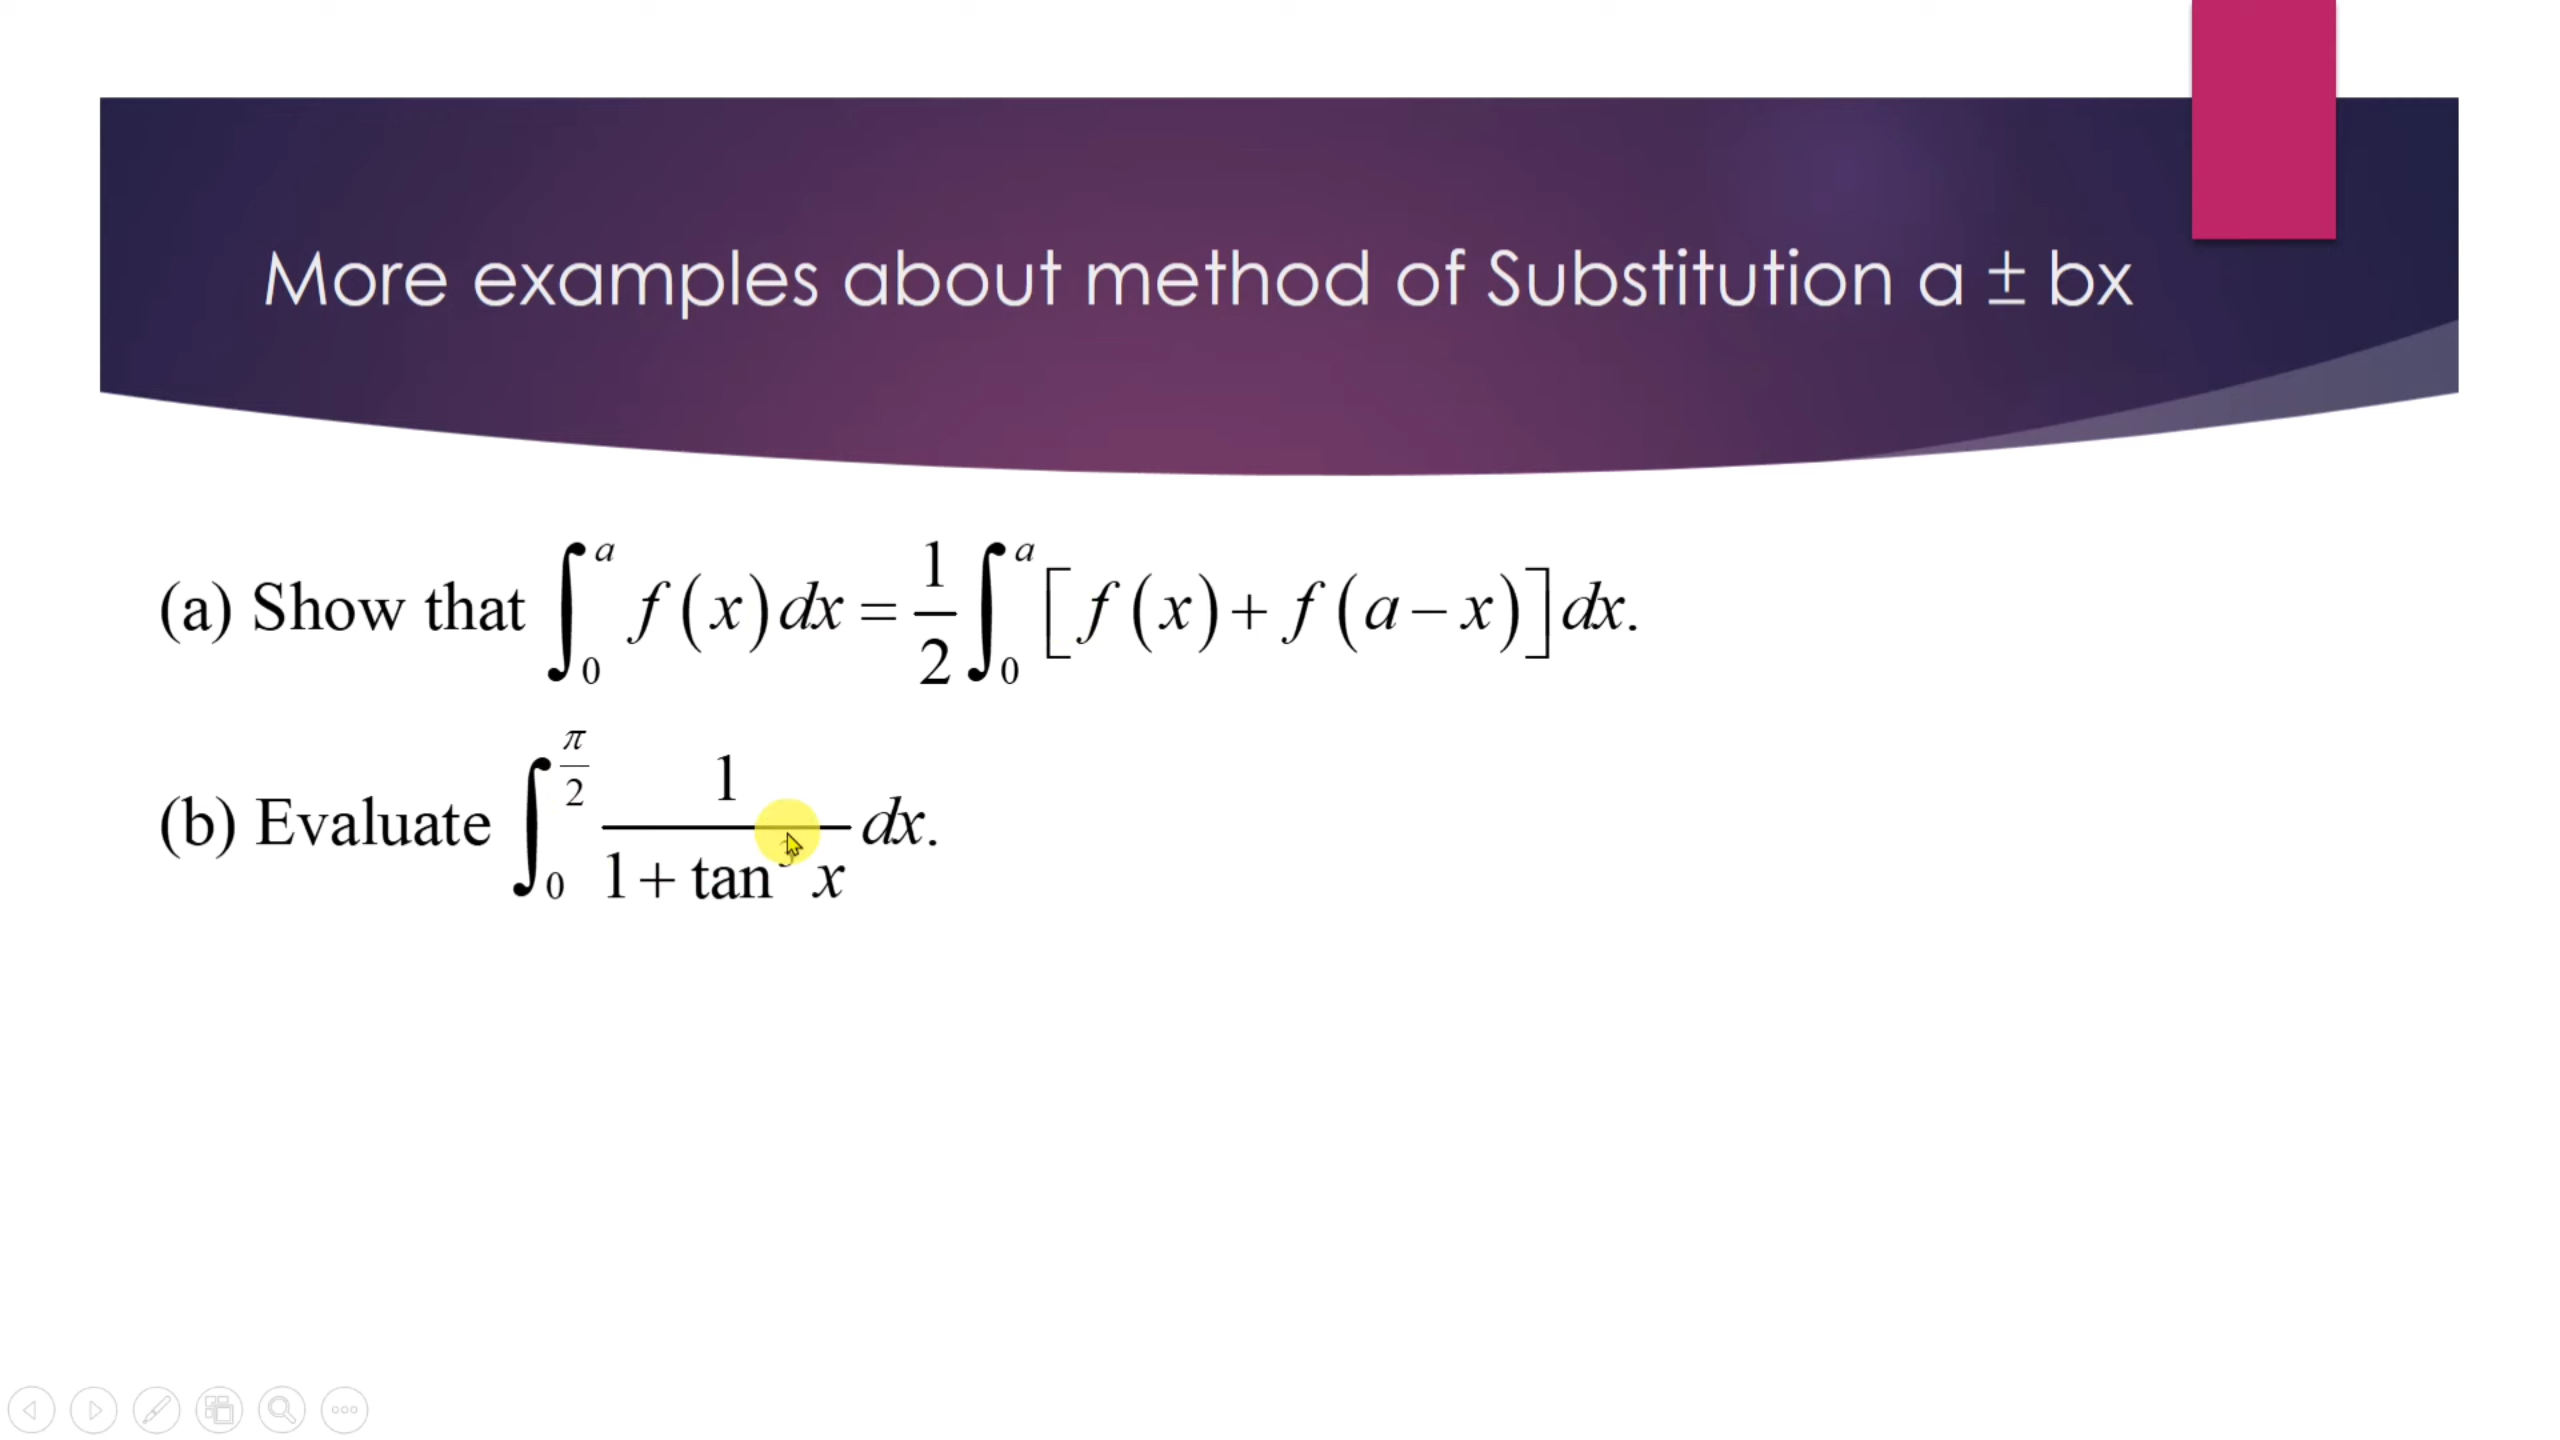 More examples about method of Substitution a ± bx
(a) Show that ∫₀ᵃ f(x)dx = 1/2 ∫₀ᵃ [f(x) + f(a − x)]dx.
(b) Evaluate ∫₀^(π/2) 1/(1 + tan x) dx.